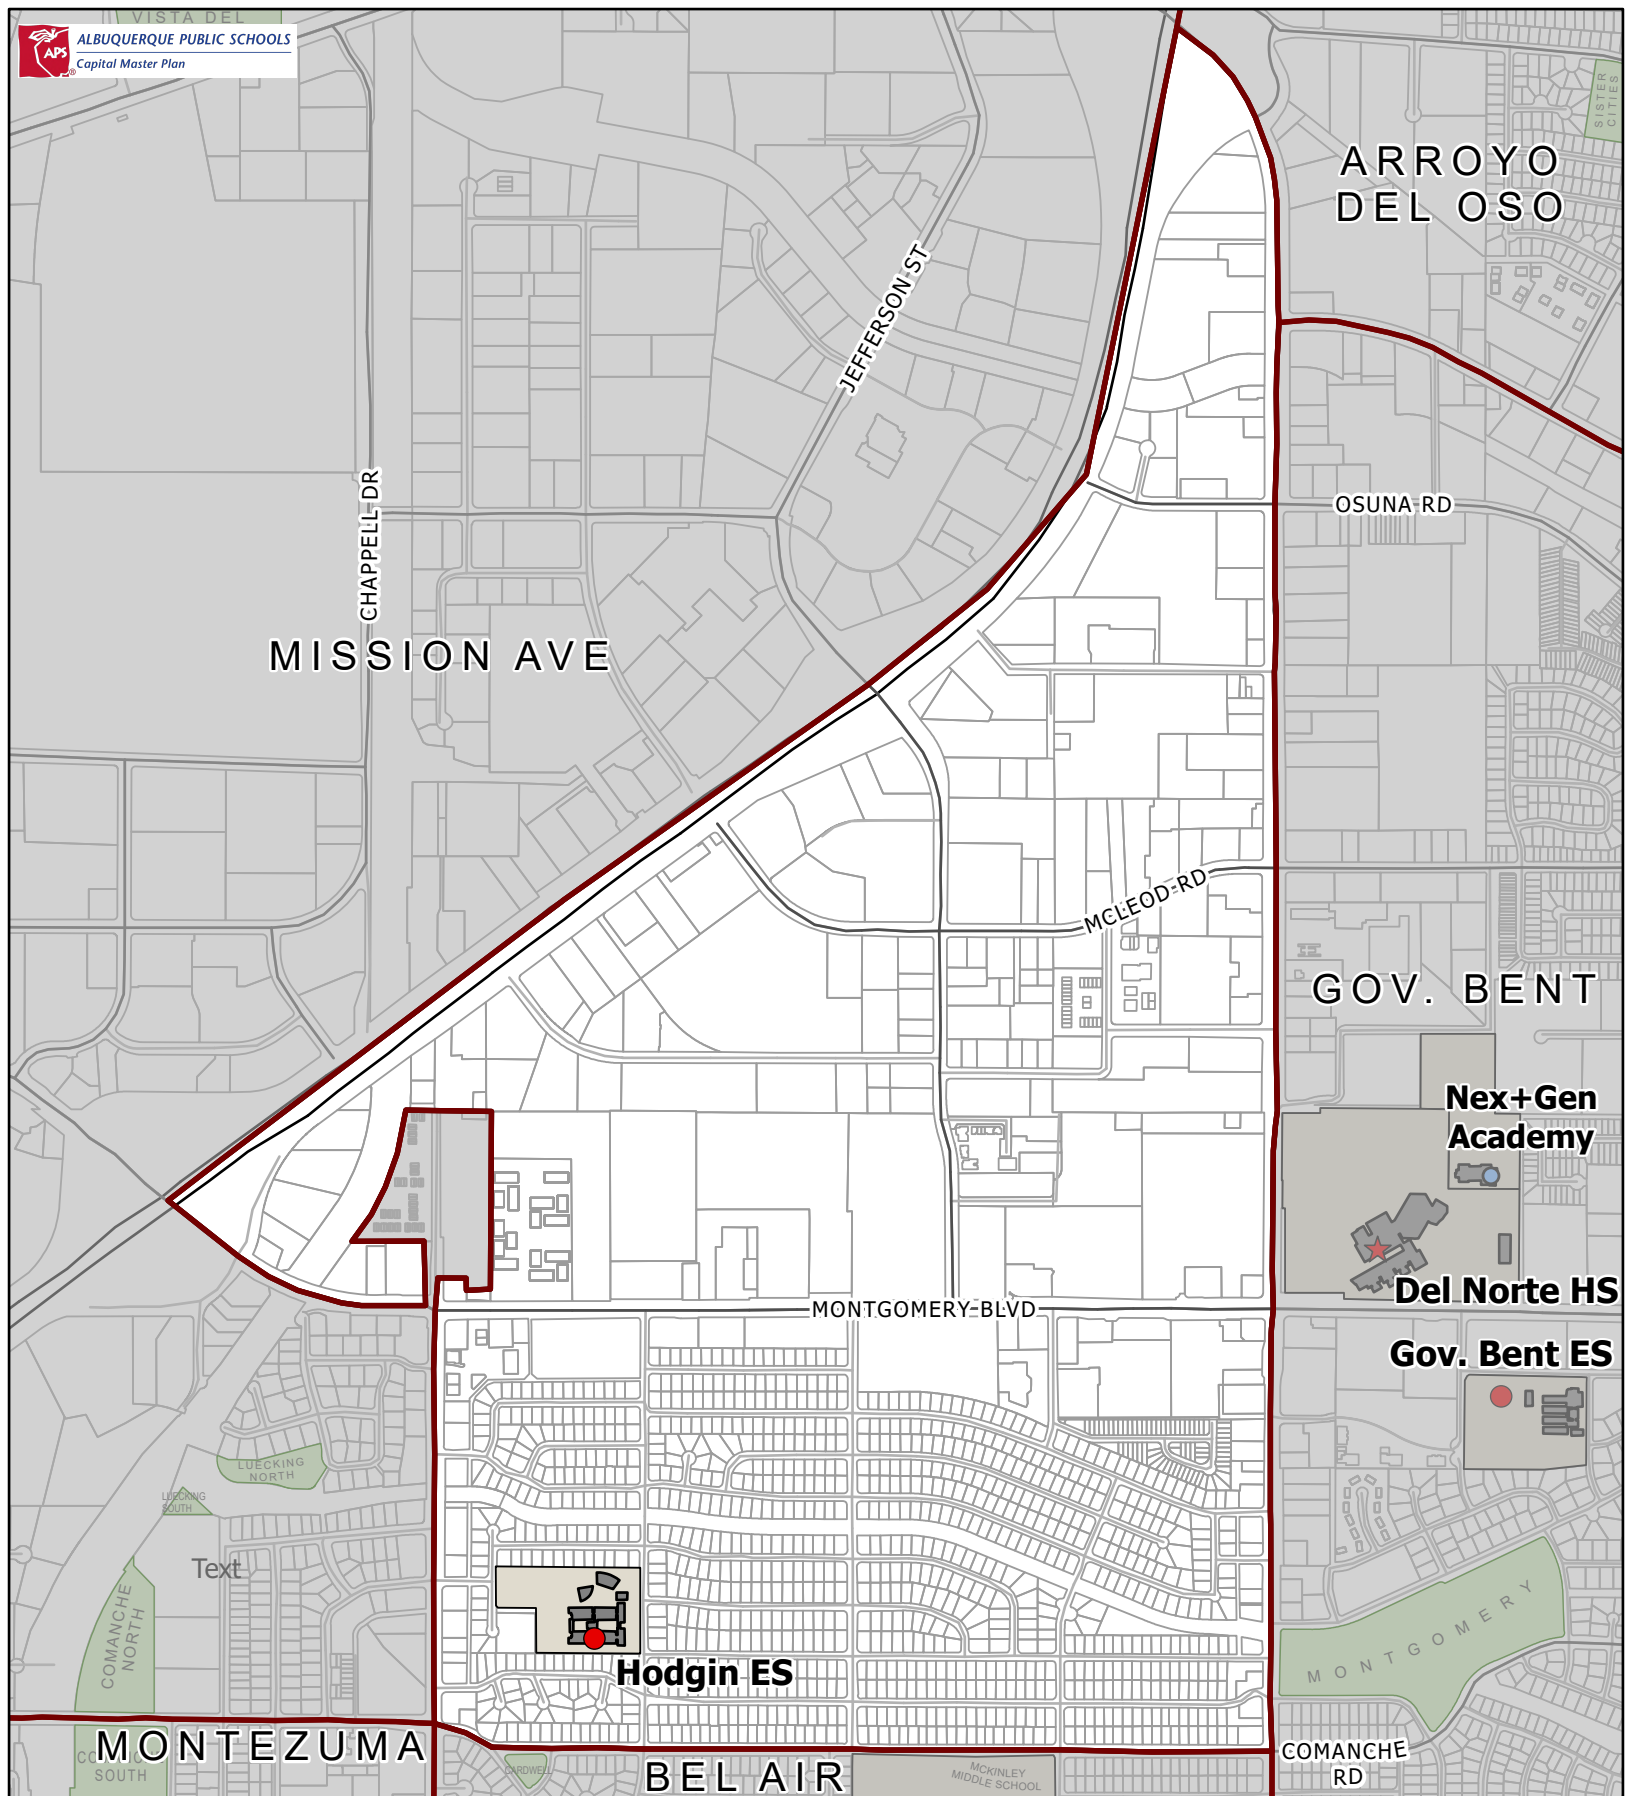 VISTA DEL
ALBUQUERQUE PUBLIC SCHOOLS
APS
®
Capital Master Plan
SISTER
CITIES
ARROYO
DEL OSO
JEFFERSON ST
CHAPPELL DR
OSUNA RD
MISSION AVE
MCLEOD RD
GOV. BENT
Nex+Gen
Academy
Del Norte HS
MONTGOMERY BLVD
Gov. Bent ES
LUECKING
NORTH
LUECKING
SOUTH
Text
COMANCHE
NORTH
MONTGOMERY
Hodgin ES
MONTEZUMA
SOUTH
CARDWELL
BEL AIR
MCKINLEY
MIDDLE SCHOOL
COMANCHE
RD